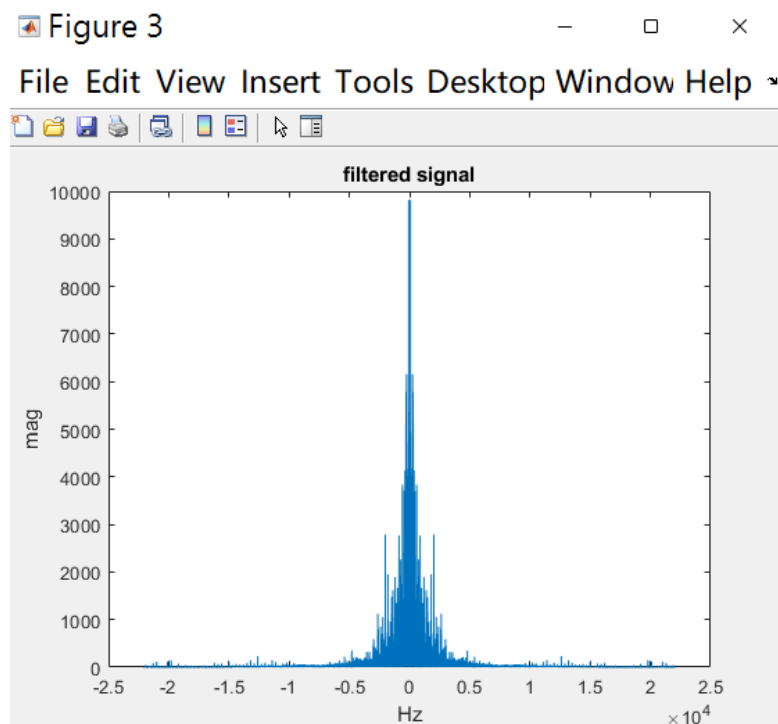 Figure 3
File Edit View Insert Tools Desktop Window Help
filtered signal
10000
9000
8000
7000
6000
5000
4000
3000
2000
1000
0
mag
-2.5 -2 -1.5 -1 -0.5 0 0.5 1 1.5 2 2.5
Hz
×10⁴